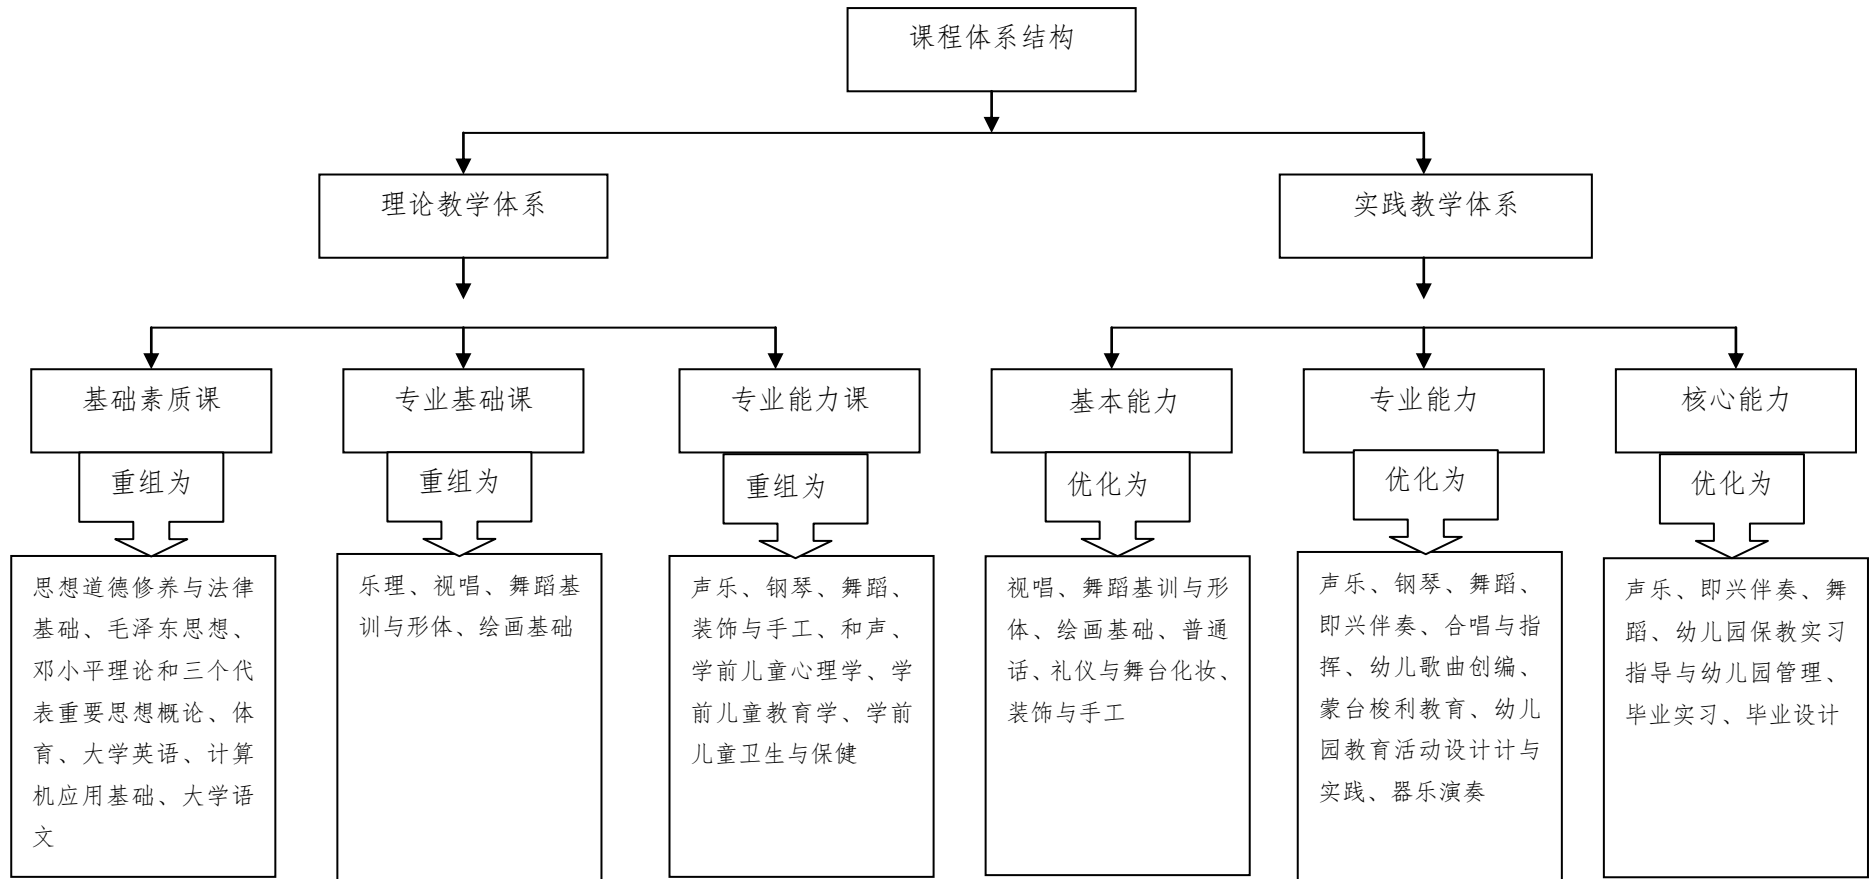 课程体系结构
理论教学体系
实践教学体系
基础素质课
专业基础课
专业能力课
基本能力
专业能力
核心能力
重组为
重组为
重组为
优化为
优化为
优化为
思想道德修养与法律
基础、毛泽东思想、
邓小平理论和三个代
表重要思想概论、体
育、大学英语、计算
机应用基础、大学语
文
乐理、视唱、舞蹈基
训与形体、绘画基础
声乐、钢琴、舞蹈、
装饰与手工、和声、
学前儿童心理学、学
前儿童教育学、学前
儿童卫生与保健
视唱、舞蹈基训与形
体、绘画基础、普通
话、礼仪与舞台化妆、
装饰与手工
声乐、钢琴、舞蹈、
即兴伴奏、合唱与指
挥、幼儿歌曲创编、
蒙台梭利教育、幼儿
园教育活动设计计与
实践、器乐演奏
声乐、即兴伴奏、舞
蹈、幼儿园保教实习
指导与幼儿园管理、
毕业实习、毕业设计